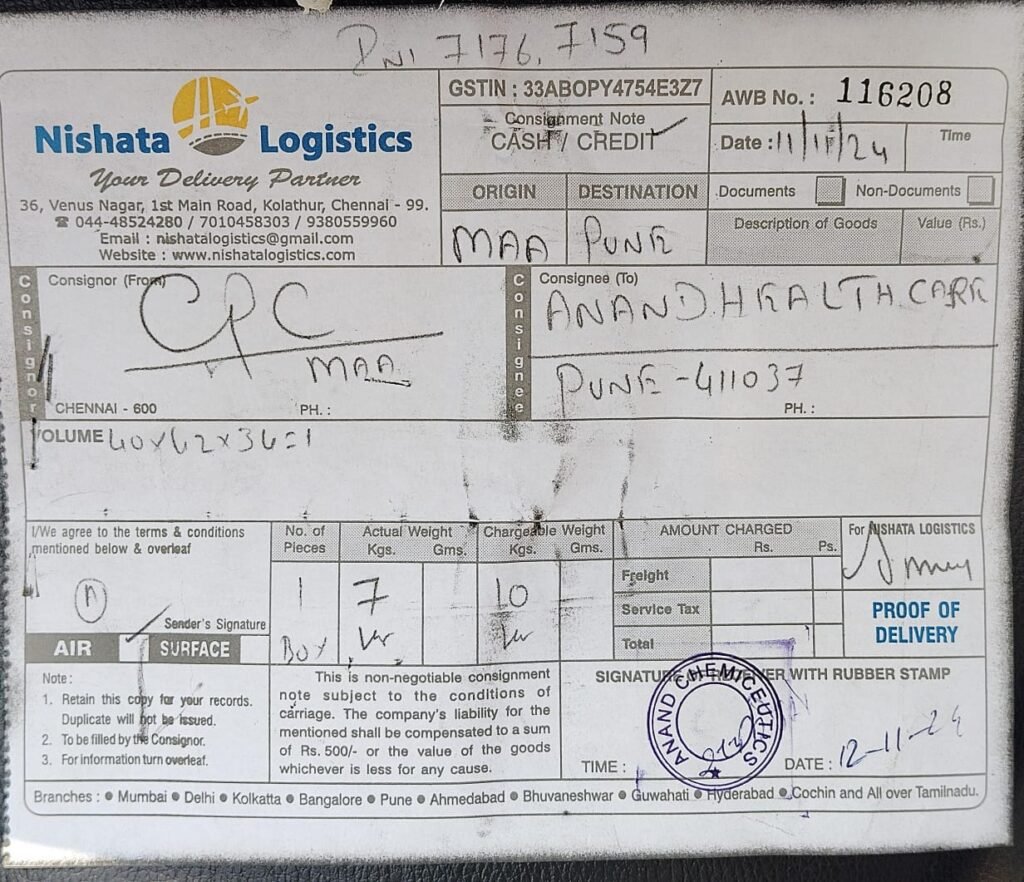 7176, 7159
Nishata Logistics
Your Delivery Partner
36, Venus Nagar, 1st Main Road, Kolathur, Chennai - 99.
☎ 044-48524280 / 7010458303 / 9380559960
Email : nishatalogistics@gmail.com
Website : www.nishatalogistics.com
GSTIN : 33ABOPY4754E3Z7
Consignment Note
CASH / CREDIT ✓
AWB No. : 116208
Date : 11/11/24
Time
ORIGIN
DESTINATION
MAA
PUNE
Documents
Non-Documents
Description of Goods
Value (Rs.)
Consignor
Consignor (From)
CPC
MAA
CHENNAI - 600
PH. :
Consignee
Consignee (To)
ANAND HEALTH CARE
PUNE - 411037
PH. :
VOLUME 40x42x34=1
I/We agree to the terms & conditions
mentioned below & overleaf
Sender's Signature
AIR ✓ SURFACE
No. of
Pieces
1
Box
Actual Weight
Kgs. Gms.
7
Chargeable Weight
Kgs. Gms.
10
AMOUNT CHARGED
Rs. Ps.
Freight
Service Tax
Total
For NISHATA LOGISTICS
PROOF OF
DELIVERY
Note :
1. Retain this copy for your records.
Duplicate will not be issued.
2. To be filled by the Consignor.
3. For information turn overleaf.
This is non-negotiable consignment
note subject to the conditions of
carriage. The company's liability for the
mentioned shall be compensated to a sum
of Rs. 500/- or the value of the goods
whichever is less for any cause.
SIGNATURE OF RECEIVER WITH RUBBER STAMP
ANAND CHEMICEUTICS
TIME :
DATE : 12-11-24
Branches : ● Mumbai ● Delhi ● Kolkatta ● Bangalore ● Pune ● Ahmedabad ● Bhuvaneshwar ● Guwahati ● Hyderabad ● Cochin and All over Tamilnadu.